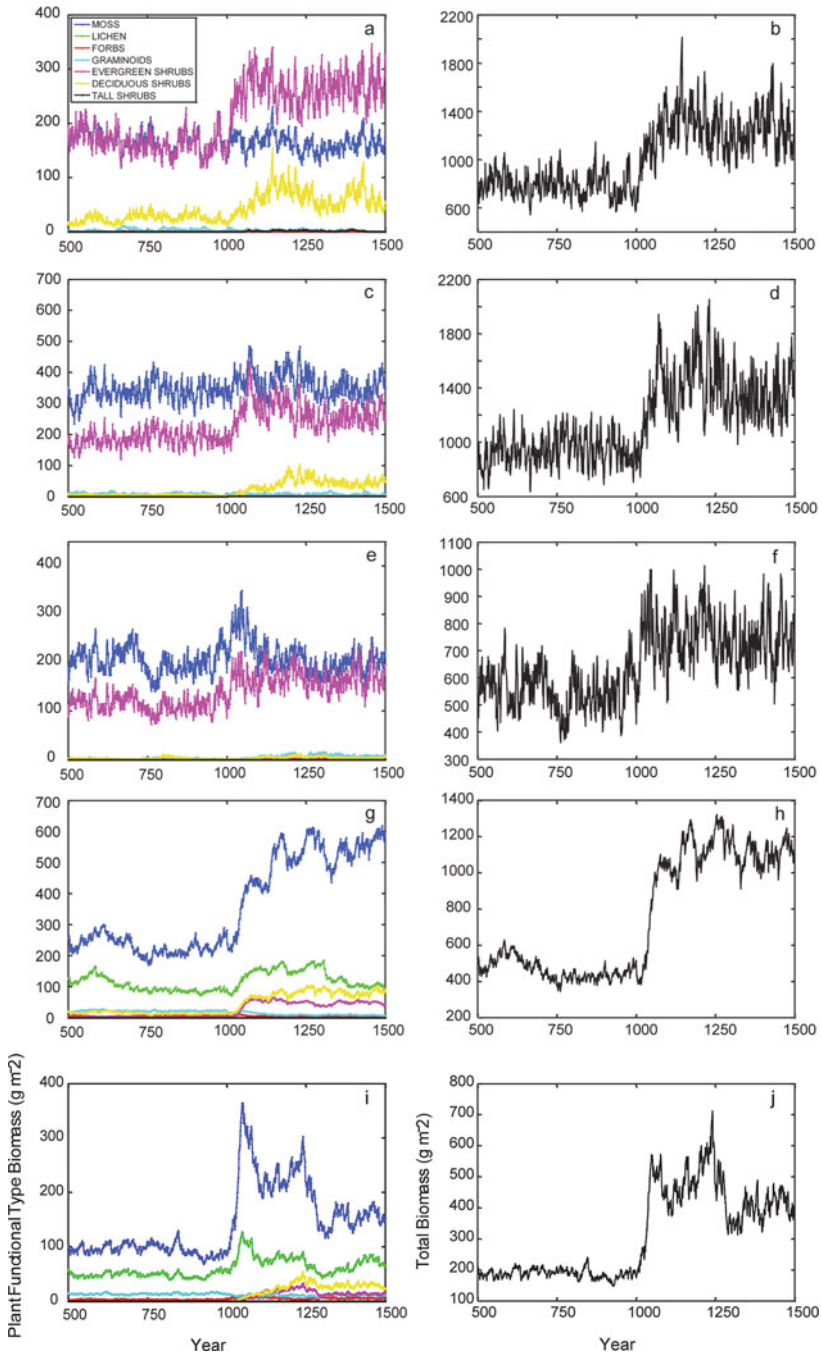 MOSS
LICHEN
FORBS
GRAMINOIDS
EVERGREEN SHRUBS
DECIDUOUS SHRUBS
TALL SHRUBS
a
400
300
200
100
0
500 750 1000 1250 1500
b
2200
1800
1400
1000
600
500 750 1000 1250 1500
c
700
600
500
400
300
200
100
0
500 750 1000 1250 1500
d
2200
1800
1400
1000
600
500 750 1000 1250 1500
e
400
300
200
100
0
500 750 1000 1250 1500
f
1100
1000
900
800
700
600
500
400
300
500 750 1000 1250 1500
g
700
600
500
400
300
200
100
0
500 750 1000 1250 1500
h
1400
1200
1000
800
600
400
200
500 750 1000 1250 1500
i
400
300
200
100
0
500 750 1000 1250 1500
Year
Plant Functional Type Biomass (g m-2)
j
800
700
600
500
400
300
200
100
500 750 1000 1250 1500
Year
Total Biomass (g m-2)